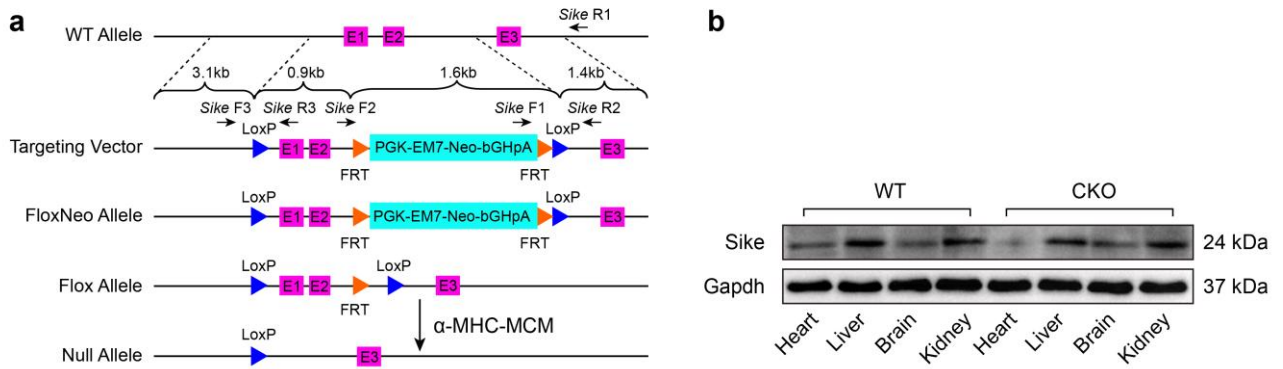 a
Sike R1
WT Allele
E1 E2 E3
3.1kb 0.9kb 1.6kb 1.4kb
Sike F3 Sike R3 Sike F2 Sike F1 Sike R2
LoxP LoxP
Targeting Vector E1 E2 PGK-EM7-Neo-bGHpA E3
FRT FRT
LoxP LoxP
FloxNeo Allele E1 E2 PGK-EM7-Neo-bGHpA E3
FRT FRT
LoxP LoxP
Flox Allele E1 E2 E3
FRT
α-MHC-MCM
LoxP
Null Allele E3
b
WT CKO
Sike 24 kDa
Gapdh 37 kDa
Heart Liver Brain Kidney Heart Liver Brain Kidney